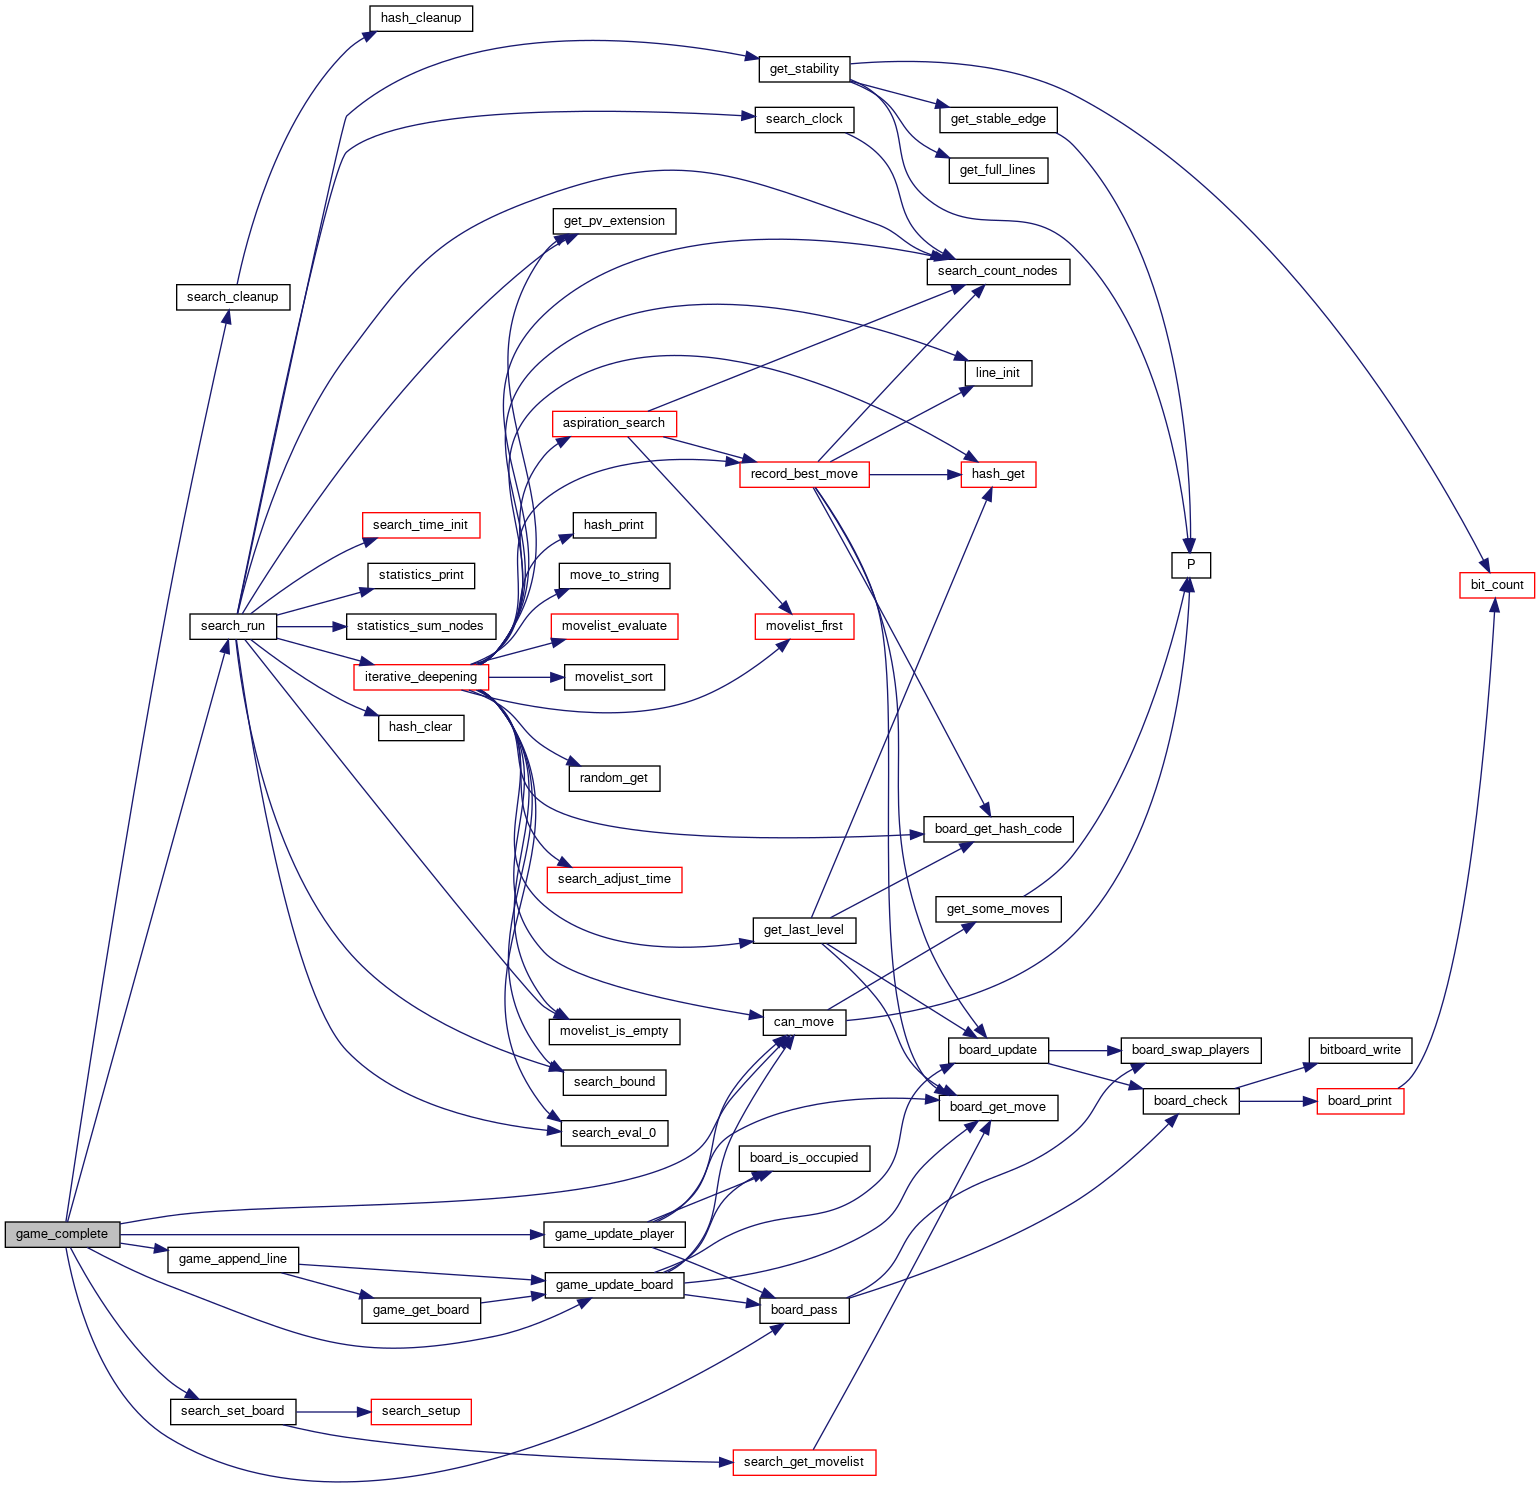 hash_cleanup
get_stability
search_clock
get_stable_edge
get_full_lines
get_pv_extension
search_count_nodes
search_cleanup
line_init
aspiration_search
record_best_move
hash_get
search_time_init
hash_print
P
statistics_print
move_to_string
bit_count
search_run
statistics_sum_nodes
movelist_evaluate
movelist_first
iterative_deepening
movelist_sort
hash_clear
random_get
board_get_hash_code
search_adjust_time
get_some_moves
get_last_level
can_move
movelist_is_empty
board_update
board_swap_players
bitboard_write
search_bound
board_get_move
board_check
board_print
search_eval_0
board_is_occupied
game_complete
game_update_player
game_append_line
game_update_board
game_get_board
board_pass
search_set_board
search_setup
search_get_movelist